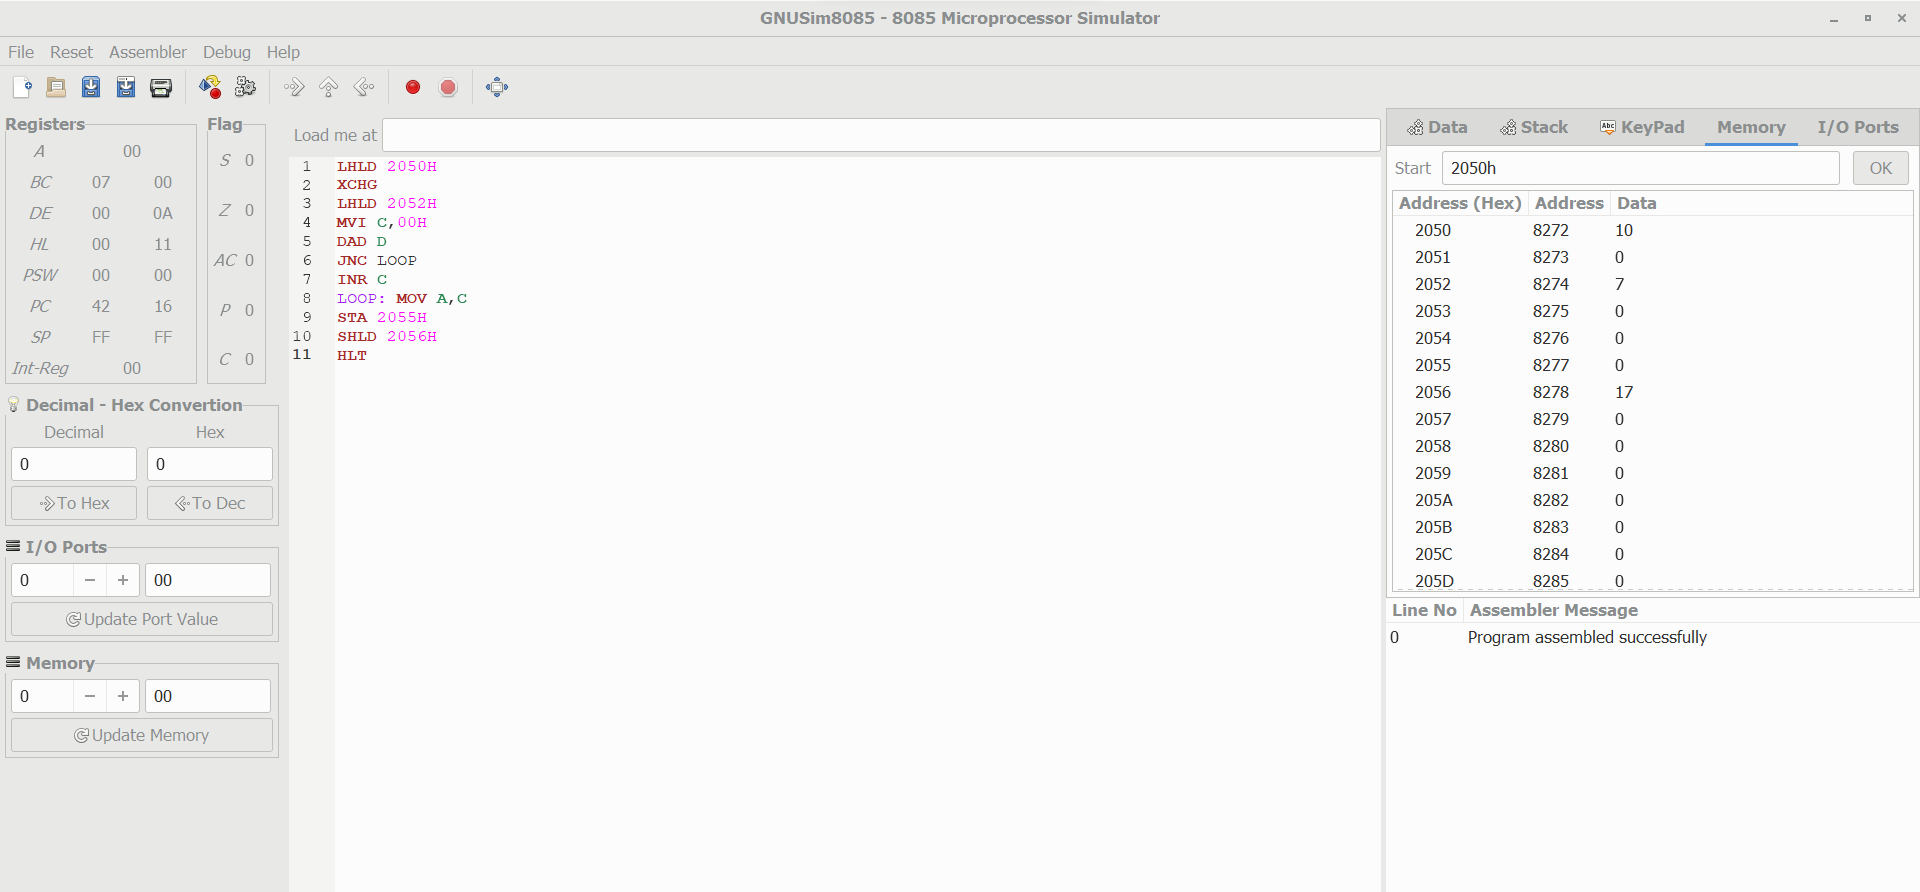 GNUSim8085 - 8085 Microprocessor Simulator
File Reset Assembler Debug Help
Registers
A 00
BC 07 00
DE 00 0A
HL 00 11
PSW 00 00
PC 42 16
SP FF FF
Int-Reg 00
Flag
S 0
Z 0
AC 0
P 0
C 0
Decimal - Hex Convertion
Decimal Hex
0 0
To Hex To Dec
I/O Ports
0 − + 00
Update Port Value
Memory
0 − + 00
Update Memory
Load me at
1 LHLD 2050H
2 XCHG
3 LHLD 2052H
4 MVI C,00H
5 DAD D
6 JNC LOOP
7 INR C
8 LOOP: MOV A,C
9 STA 2055H
10 SHLD 2056H
11 HLT
Data Stack Abc KeyPad Memory I/O Ports
Start 2050h OK
Address (Hex) Address Data
2050 8272 10
2051 8273 0
2052 8274 7
2053 8275 0
2054 8276 0
2055 8277 0
2056 8278 17
2057 8279 0
2058 8280 0
2059 8281 0
205A 8282 0
205B 8283 0
205C 8284 0
205D 8285 0
Line No Assembler Message
0 Program assembled successfully